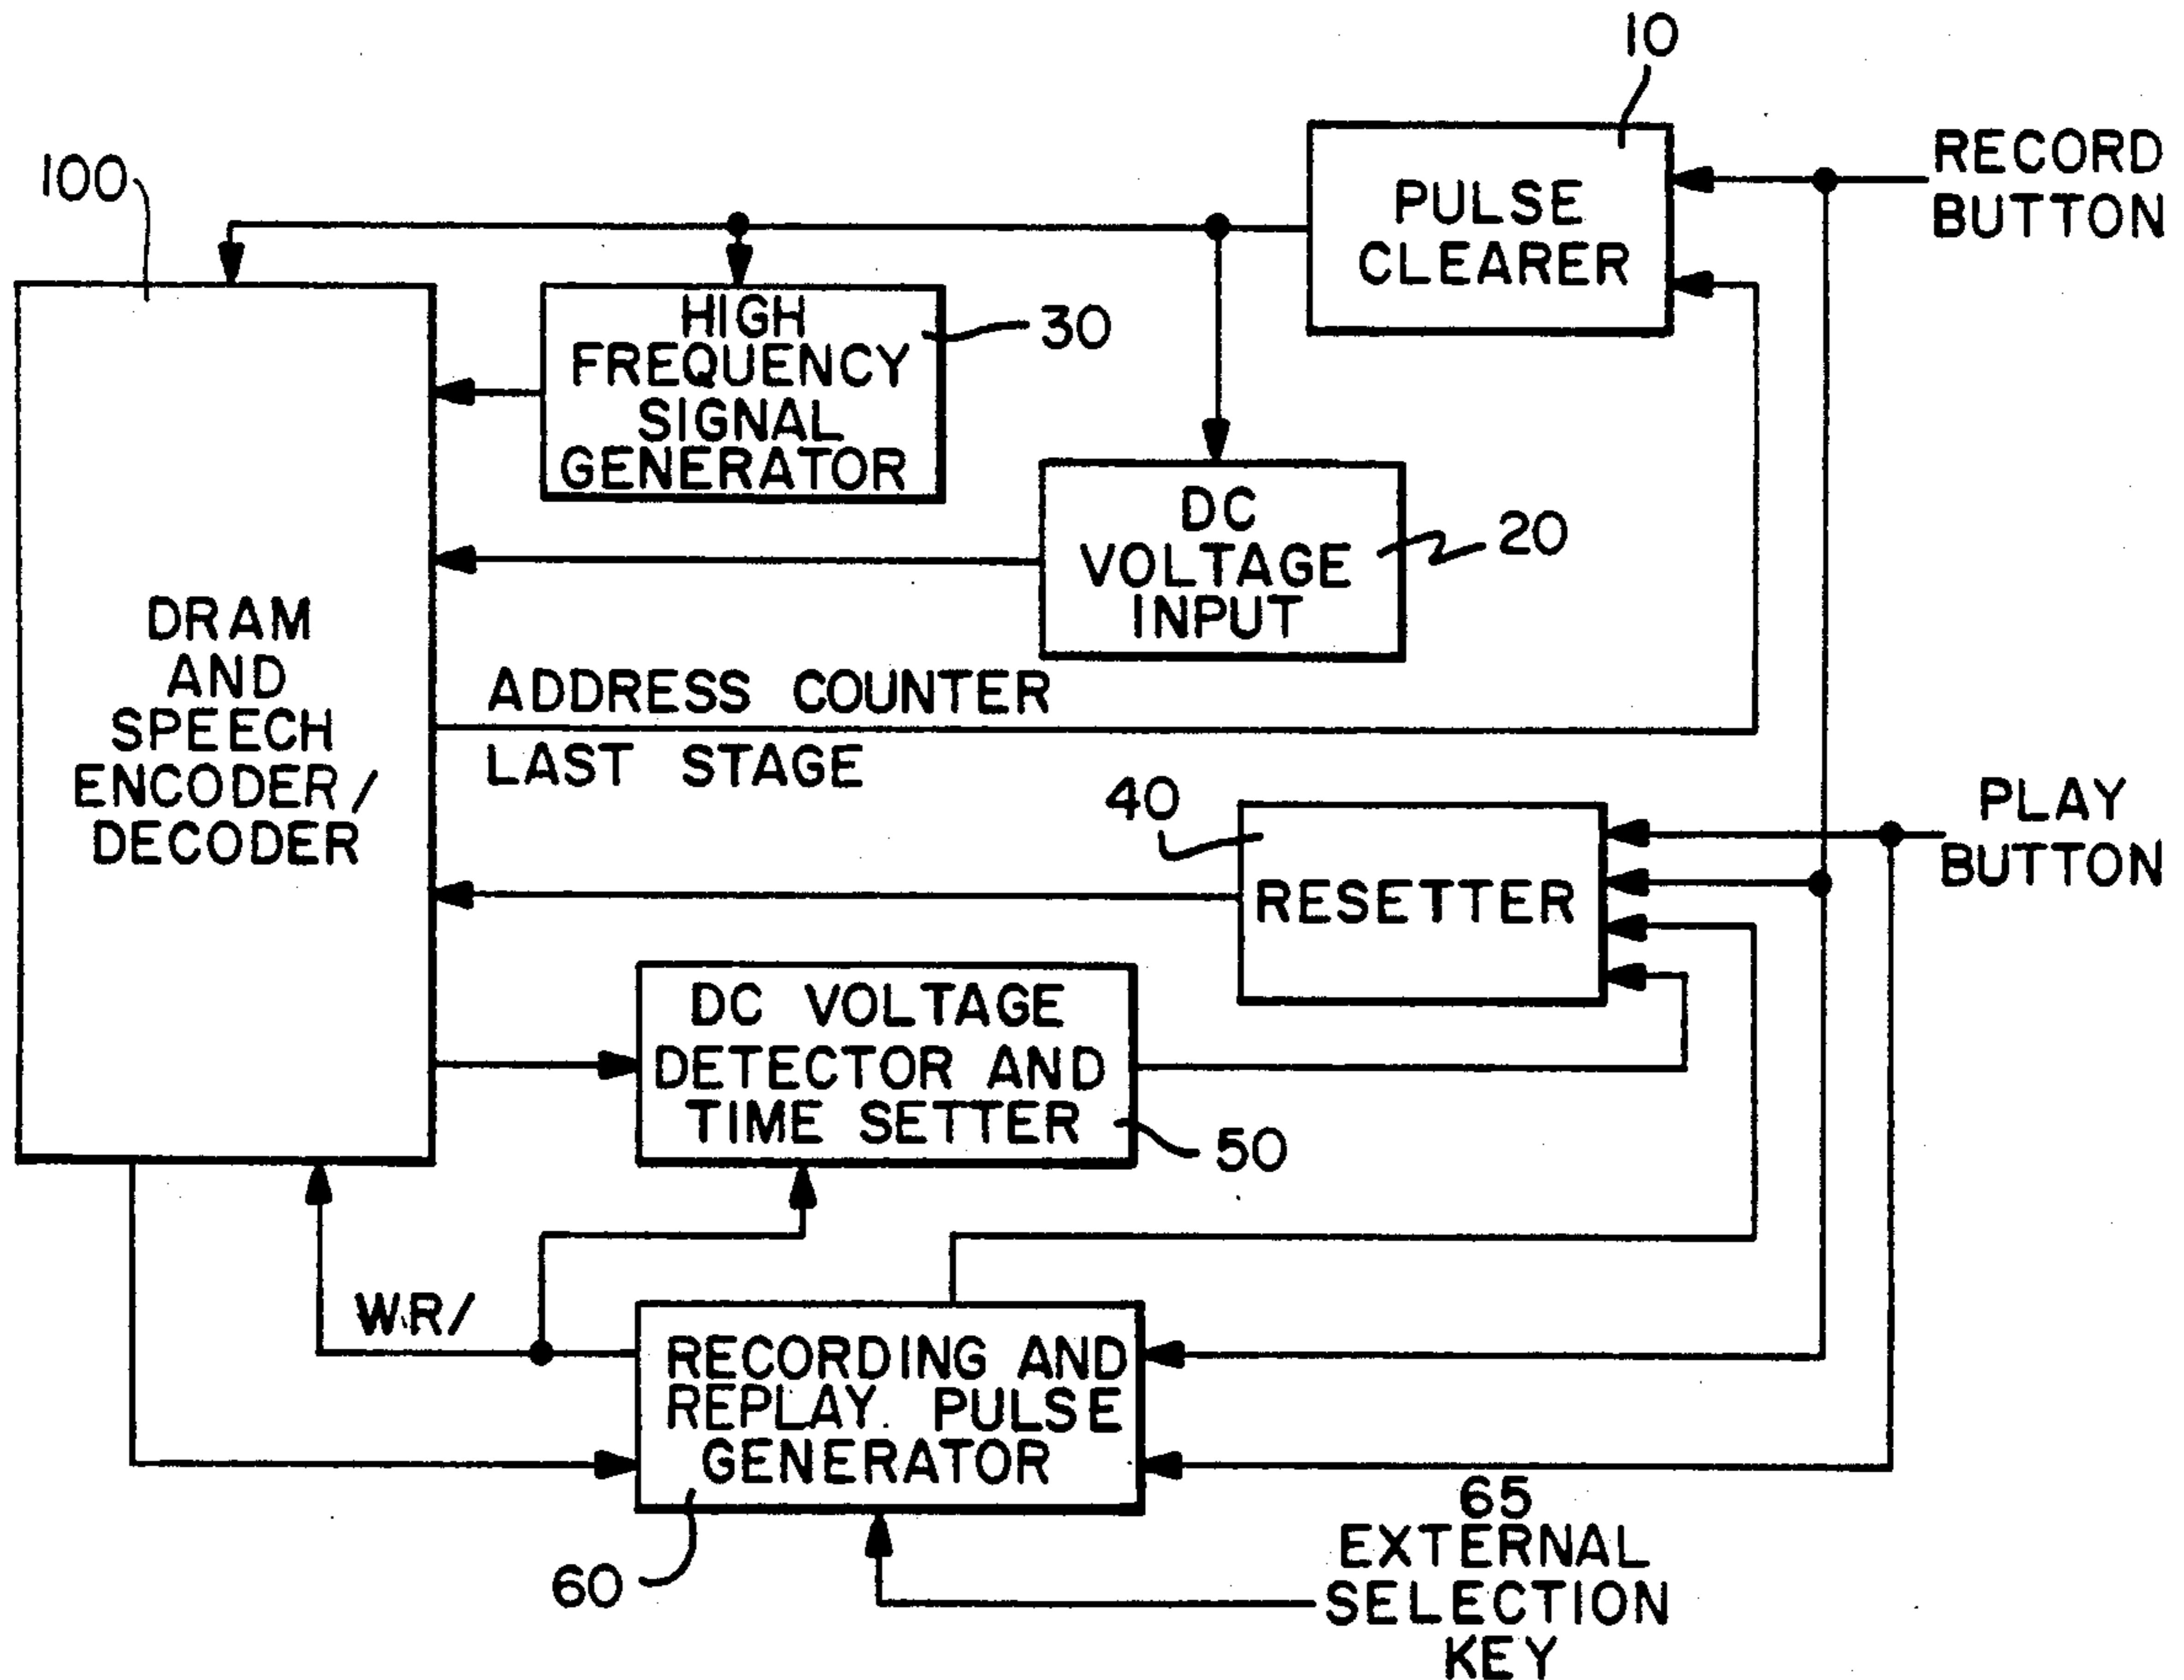 10
RECORD
BUTTON
100
PULSE
CLEARER
HIGH
FREQUENCY
SIGNAL
GENERATOR
30
DC
VOLTAGE
INPUT
20
DRAM
AND
SPEECH
ENCODER/
DECODER
ADDRESS COUNTER
LAST STAGE
40
PLAY
BUTTON
RESETTER
DC VOLTAGE
DETECTOR AND
TIME SETTER
50
WR/
RECORDING AND
REPLAY PULSE
GENERATOR
60
65
EXTERNAL
SELECTION
KEY